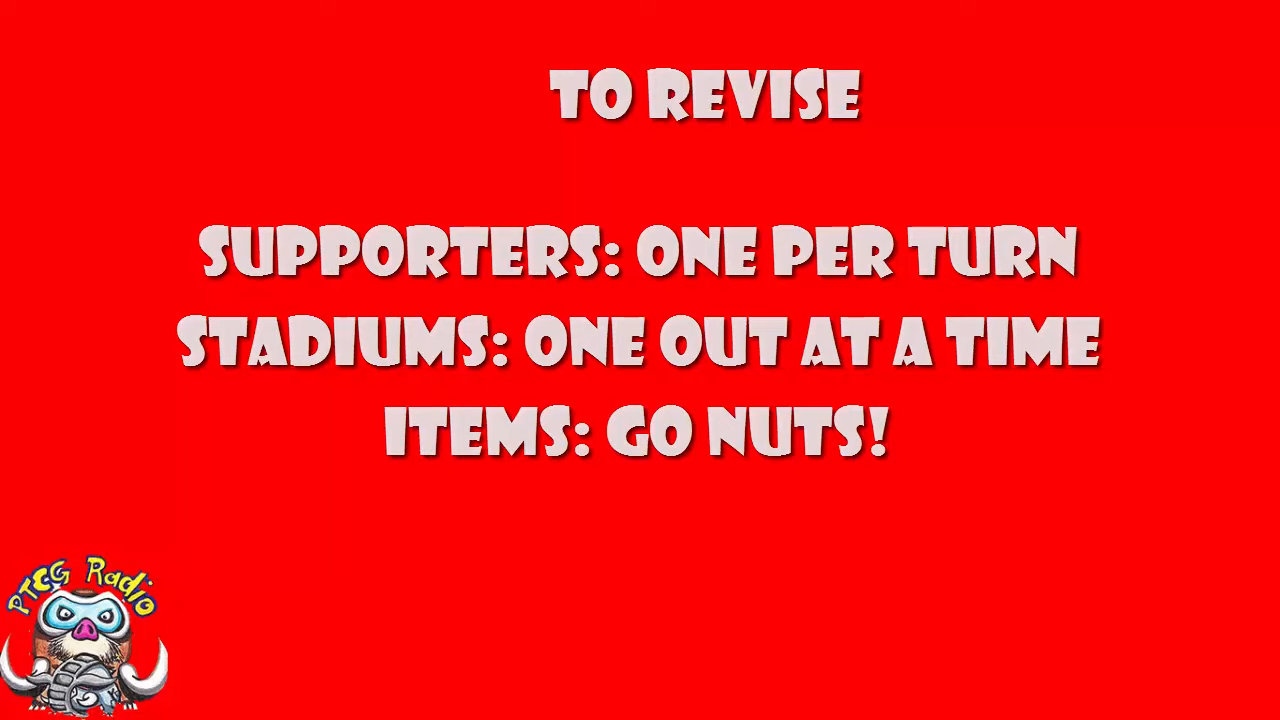 TO REVISE
SUPPORTERS: ONE PER TURN
STADIUMS: ONE OUT AT A TIME
ITEMS: GO NUTS!
PTCG Radio